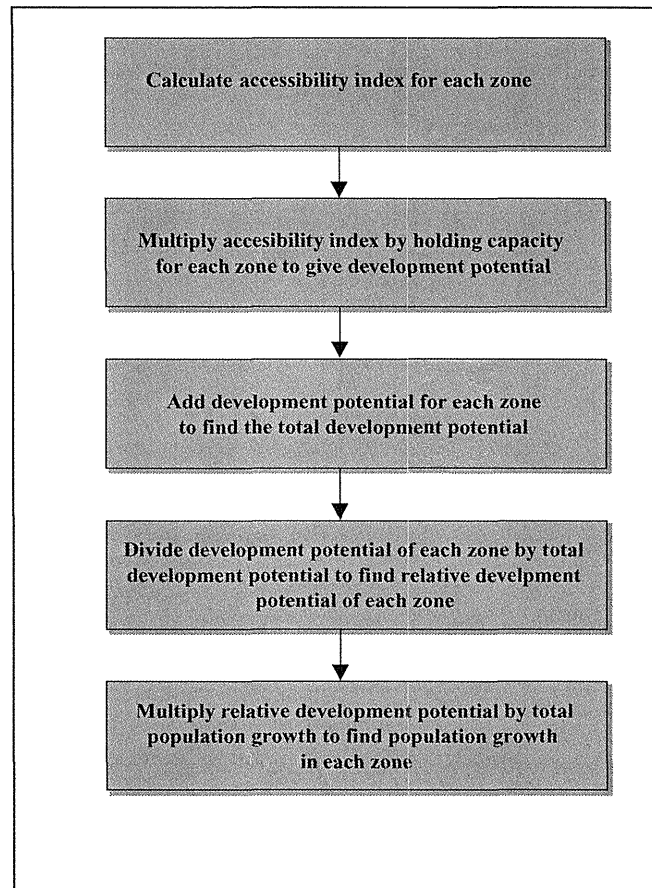 Calculate accessibility index for each zone
Multiply accesibility index by holding capacity
for each zone to give development potential
Add development potential for each zone
to find the total development potential
Divide development potential of each zone by total
development potential to find relative develpment
potential of each zone
Multiply relative development potential by total
population growth to find population growth
in each zone